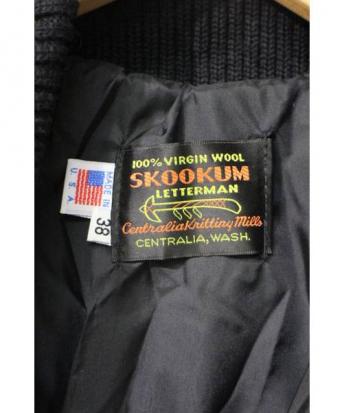 100% VIRGIN WOOL
SKOOKUM
LETTERMAN
Centralia Knitting Mills
CENTRALIA, WASH.
MADE IN
U S A
38